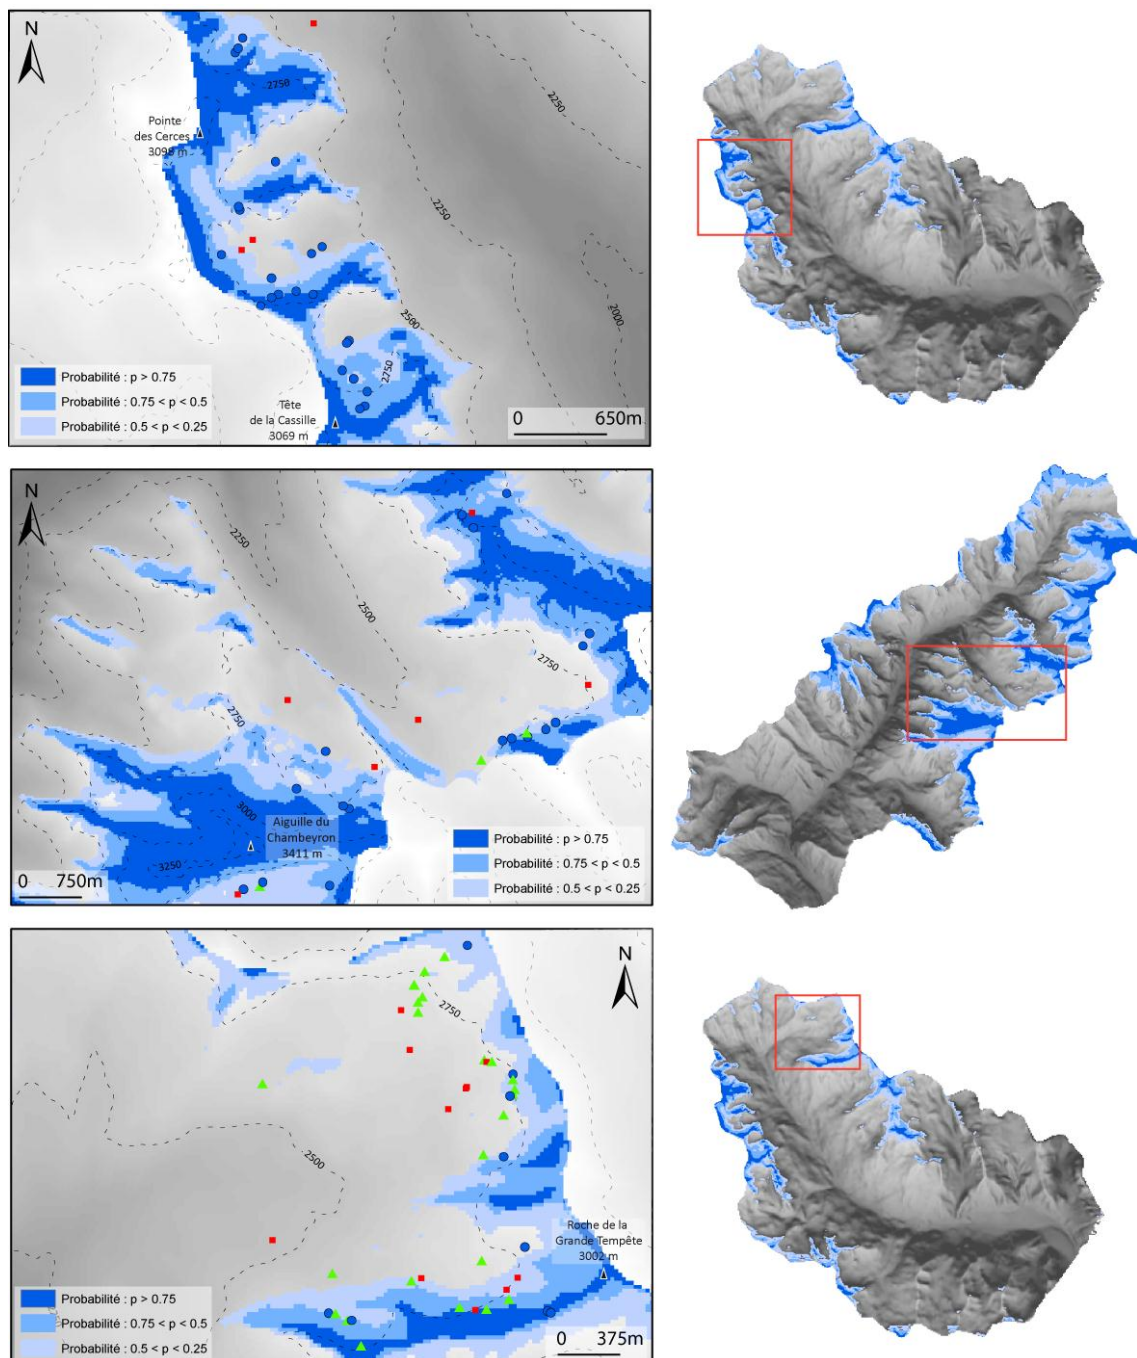 N
2750
2250
Pointe
des Cerces
3098 m
2250
2500
2000
2750
Probabilité : p > 0.75
Probabilité : 0.75 < p < 0.5
Probabilité : 0.5 < p < 0.25
Tête
de la Cassille
3069 m
0 650m
N
2250
2500
2750
2750
3000
Aiguille du
Chambeyron
3411 m
3250
0 750m
Probabilité : p > 0.75
Probabilité : 0.75 < p < 0.5
Probabilité : 0.5 < p < 0.25
N
2750
2500
Roche de la
Grande Tempête
3002 m
Probabilité : p > 0.75
Probabilité : 0.75 < p < 0.5
Probabilité : 0.5 < p < 0.25
0 375m